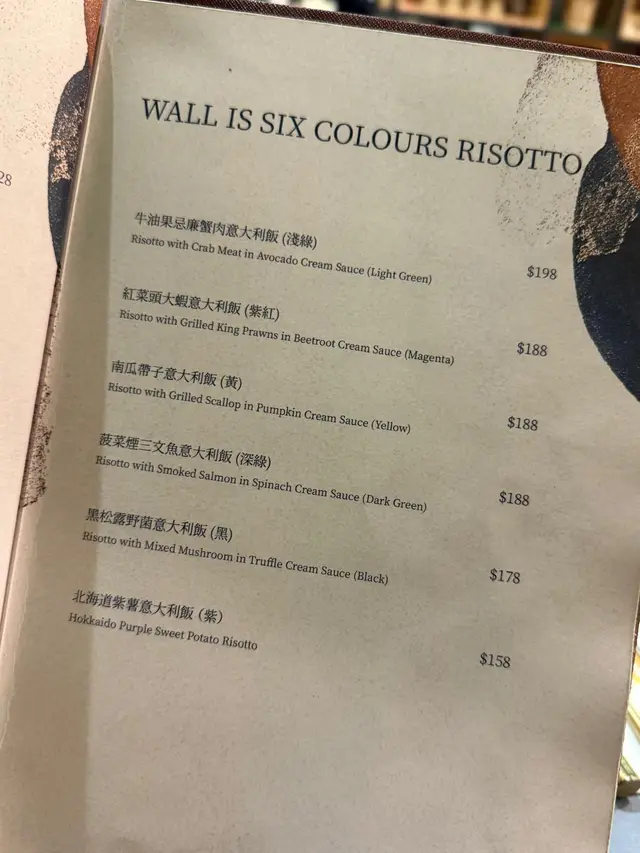 28
WALL IS SIX COLOURS RISOTTO
牛油果忌廉蟹肉意大利飯 (淺綠)
Risotto with Crab Meat in Avocado Cream Sauce (Light Green)
$198
紅菜頭大蝦意大利飯 (紫紅)
Risotto with Grilled King Prawns in Beetroot Cream Sauce (Magenta)
$188
南瓜帶子意大利飯 (黃)
Risotto with Grilled Scallop in Pumpkin Cream Sauce (Yellow)
$188
菠菜煙三文魚意大利飯 (深綠)
Risotto with Smoked Salmon in Spinach Cream Sauce (Dark Green)
$188
黑松露野菌意大利飯 (黑)
Risotto with Mixed Mushroom in Truffle Cream Sauce (Black)
$178
北海道紫薯意大利飯 (紫)
Hokkaido Purple Sweet Potato Risotto
$158